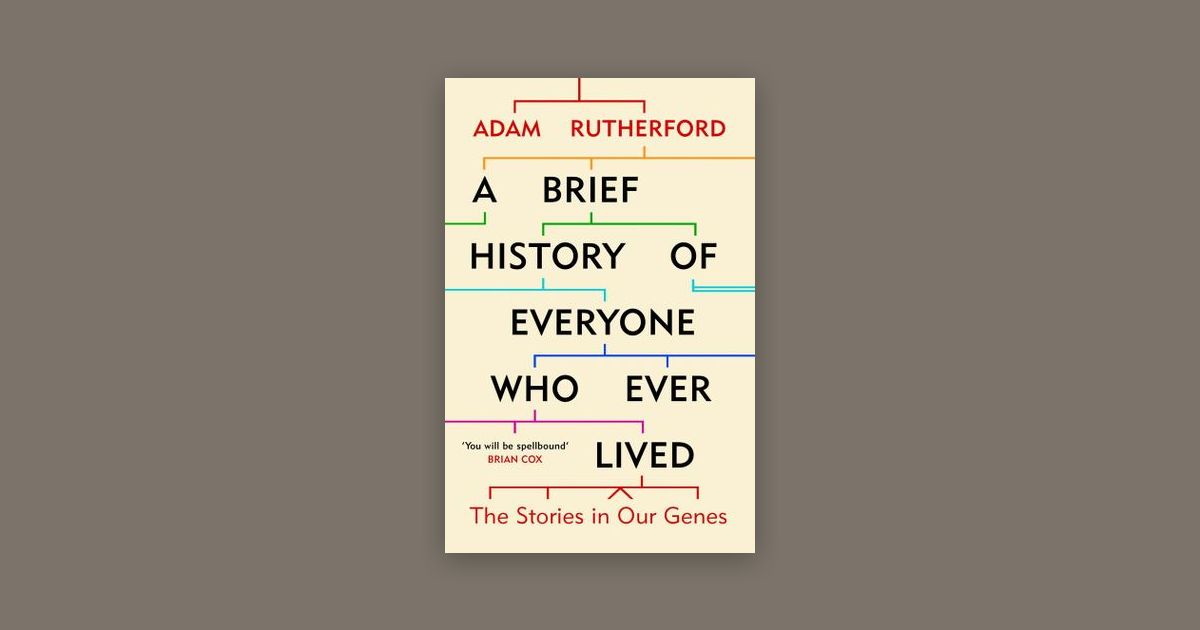 ADAM RUTHERFORD
A BRIEF
HISTORY OF
EVERYONE
WHO EVER
LIVED
‘You will be spellbound’
BRIAN COX
The Stories in Our Genes